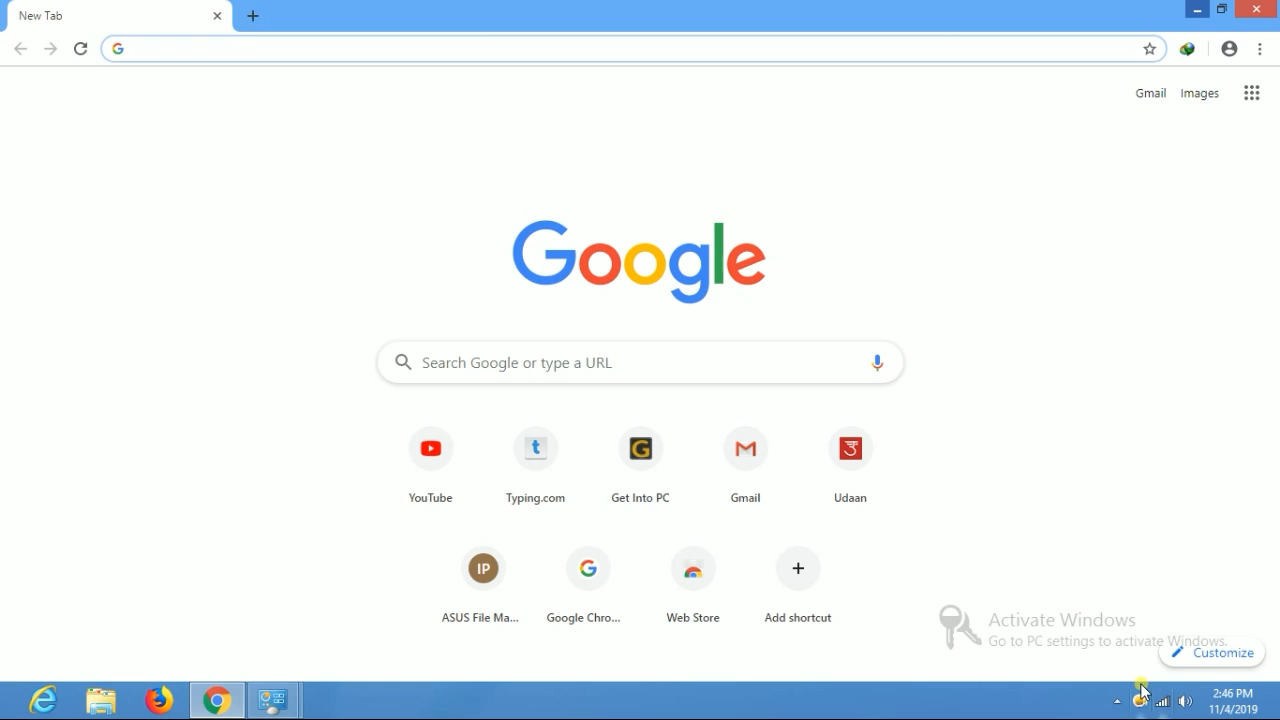 New Tab
Gmail Images
Google
Search Google or type a URL
YouTube Typing.com Get Into PC Gmail Udaan
IP
ASUS File Ma... Google Chro... Web Store Add shortcut
Activate Windows
Go to PC settings to activate Windows.
Customize
2:46 PM
11/4/2019